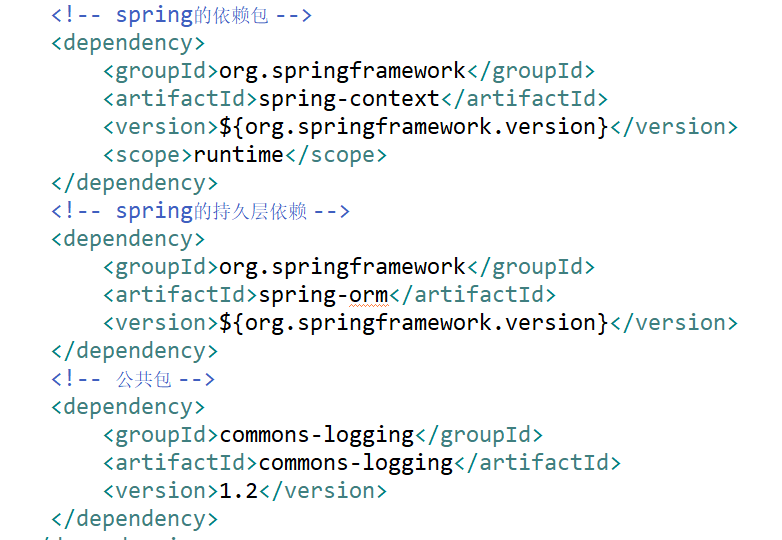 <!-- spring的依赖包 -->
<dependency>
<groupId>org.springframework</groupId>
<artifactId>spring-context</artifactId>
<version>${org.springframework.version}</version>
<scope>runtime</scope>
</dependency>
<!-- spring的持久层依赖 -->
<dependency>
<groupId>org.springframework</groupId>
<artifactId>spring-orm</artifactId>
<version>${org.springframework.version}</version>
</dependency>
<!-- 公共包 -->
<dependency>
<groupId>commons-logging</groupId>
<artifactId>commons-logging</artifactId>
<version>1.2</version>
</dependency>